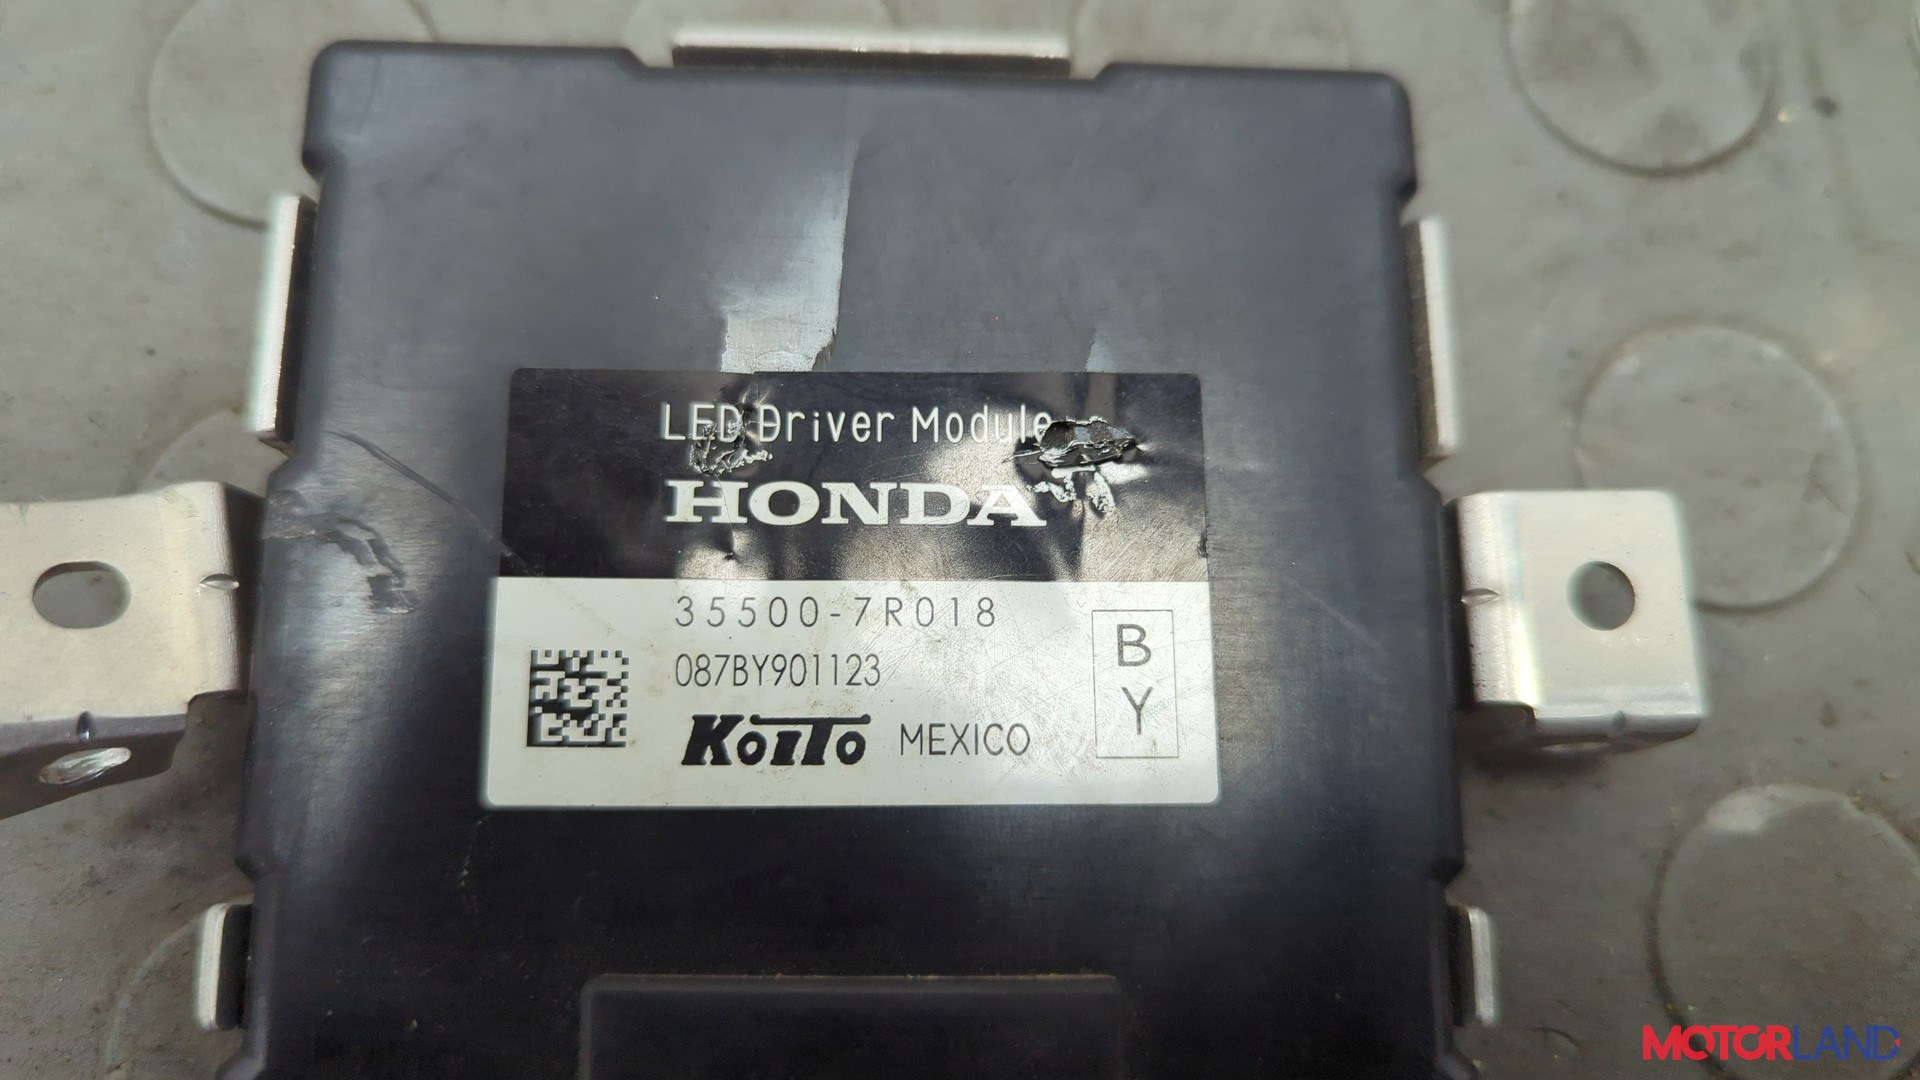 LED Driver Module
HONDA
35500-7R018
087BY901123
KOITO MEXICO
B
Y
MOTORLAND